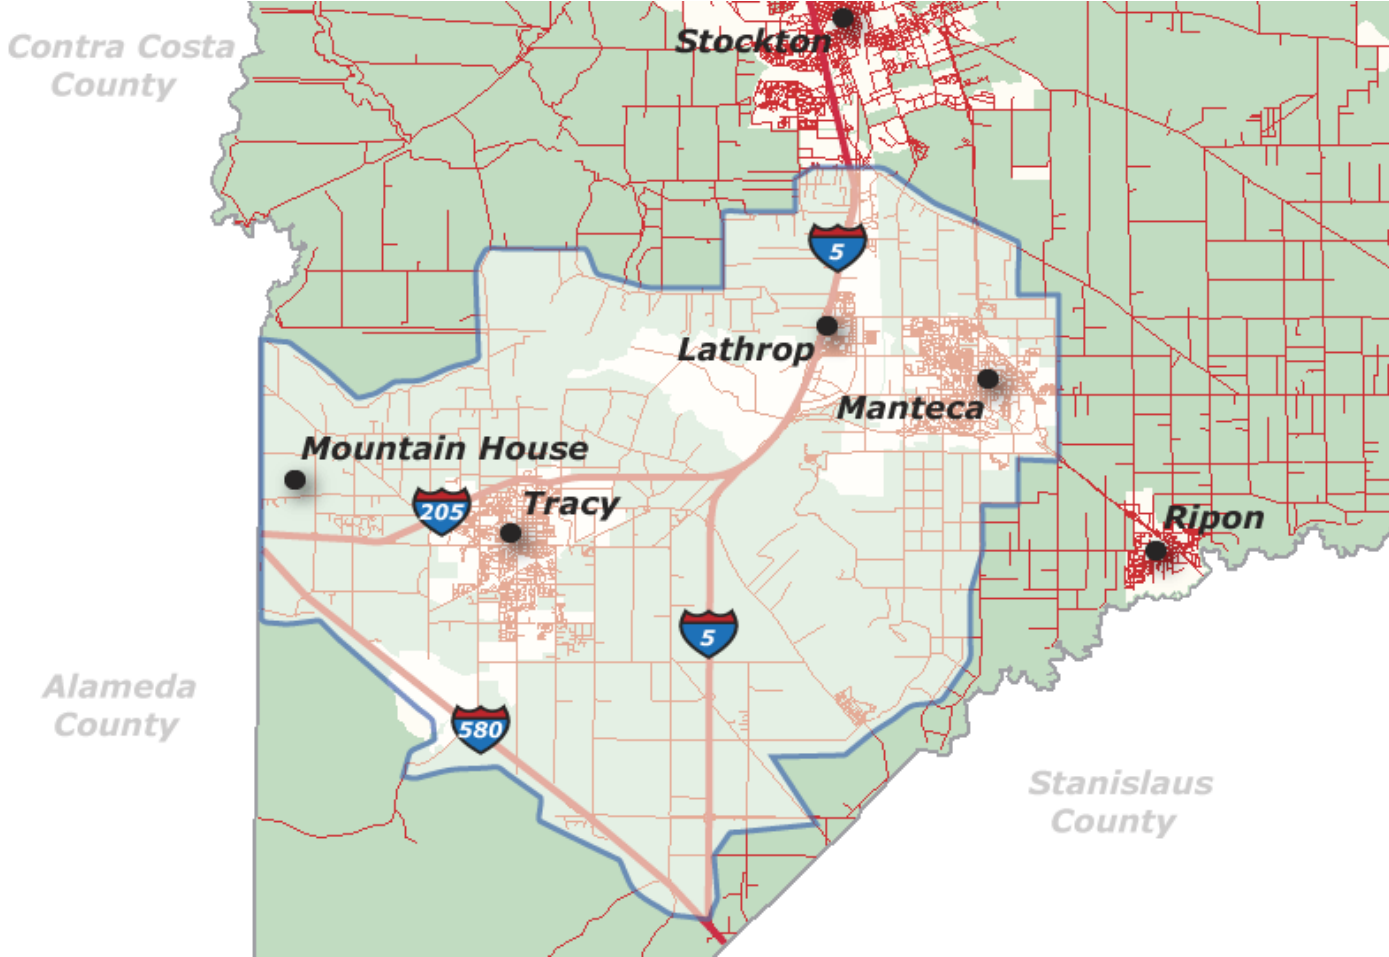 Contra Costa
County
Stockton
5
Lathrop
Manteca
Mountain House
205
Tracy
Ripon
5
Alameda
County
580
Stanislaus
County